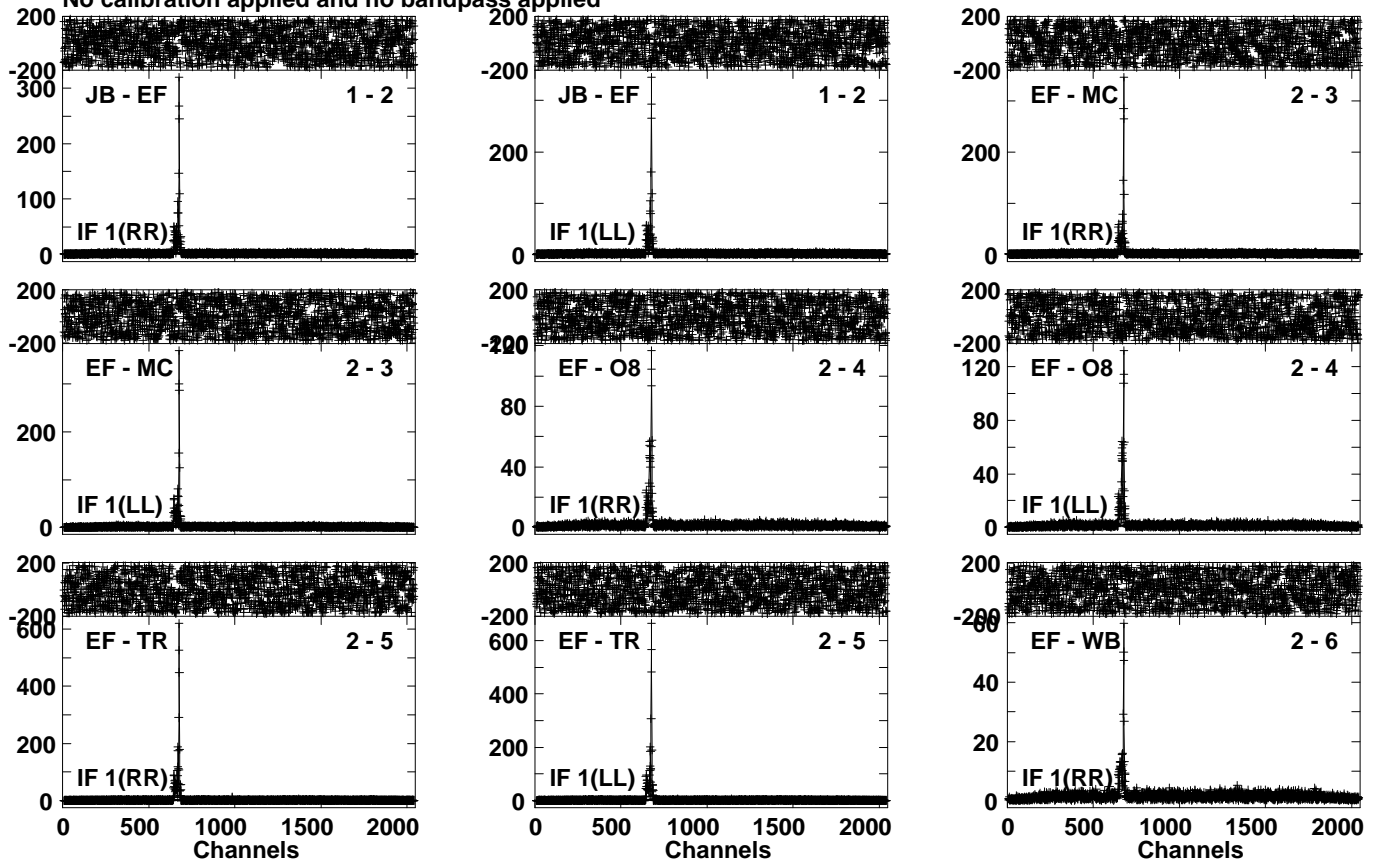 No calibration applied and no bandpass applied
200 200 200
-200 -200 -200
300
JB - EF 1 - 2 JB - EF 1 - 2 EF - MC 2 - 3
200 200 200
100
IF 1(RR) IF 1(LL) IF 1(RR)
0 0 0
200 200 200
-200 -200 -200
120
EF - MC 2 - 3 EF - O8 2 - 4 EF - O8 2 - 4
120
200 80 80
40 40
IF 1(LL) IF 1(RR) IF 1(LL)
0 0 0
200 200 200
-200 -200 -200
600 600 60
EF - TR 2 - 5 EF - TR 2 - 5 EF - WB 2 - 6
400 400 40
200 200 20
IF 1(RR) IF 1(LL) IF 1(RR)
0 0 0
0 500 1000 1500 2000 0 500 1000 1500 2000 0 500 1000 1500 2000
Channels Channels Channels